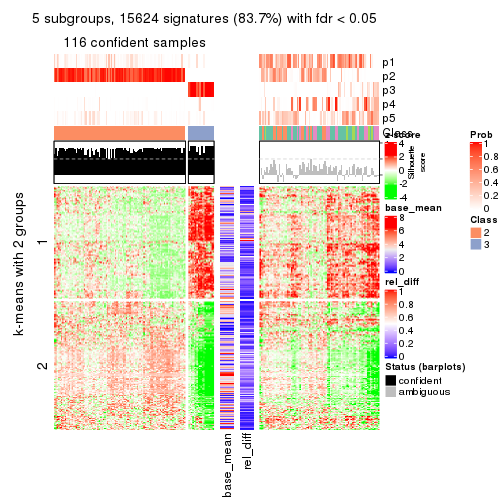 5 subgroups, 15624 signatures (83.7%) with fdr < 0.05
116 confident samples
p1
p2
p3
p4
p5
Class
Silhouette
score
k-means with 2 groups
1
2
base_mean
rel_diff
z-score
4
2
0
-2
-4
base_mean
8
6
4
2
0
rel_diff
1
0.8
0.6
0.4
0.2
0
Status (barplots)
confident
ambiguous
Prob
1
0.8
0.6
0.4
0.2
0
Class
2
3